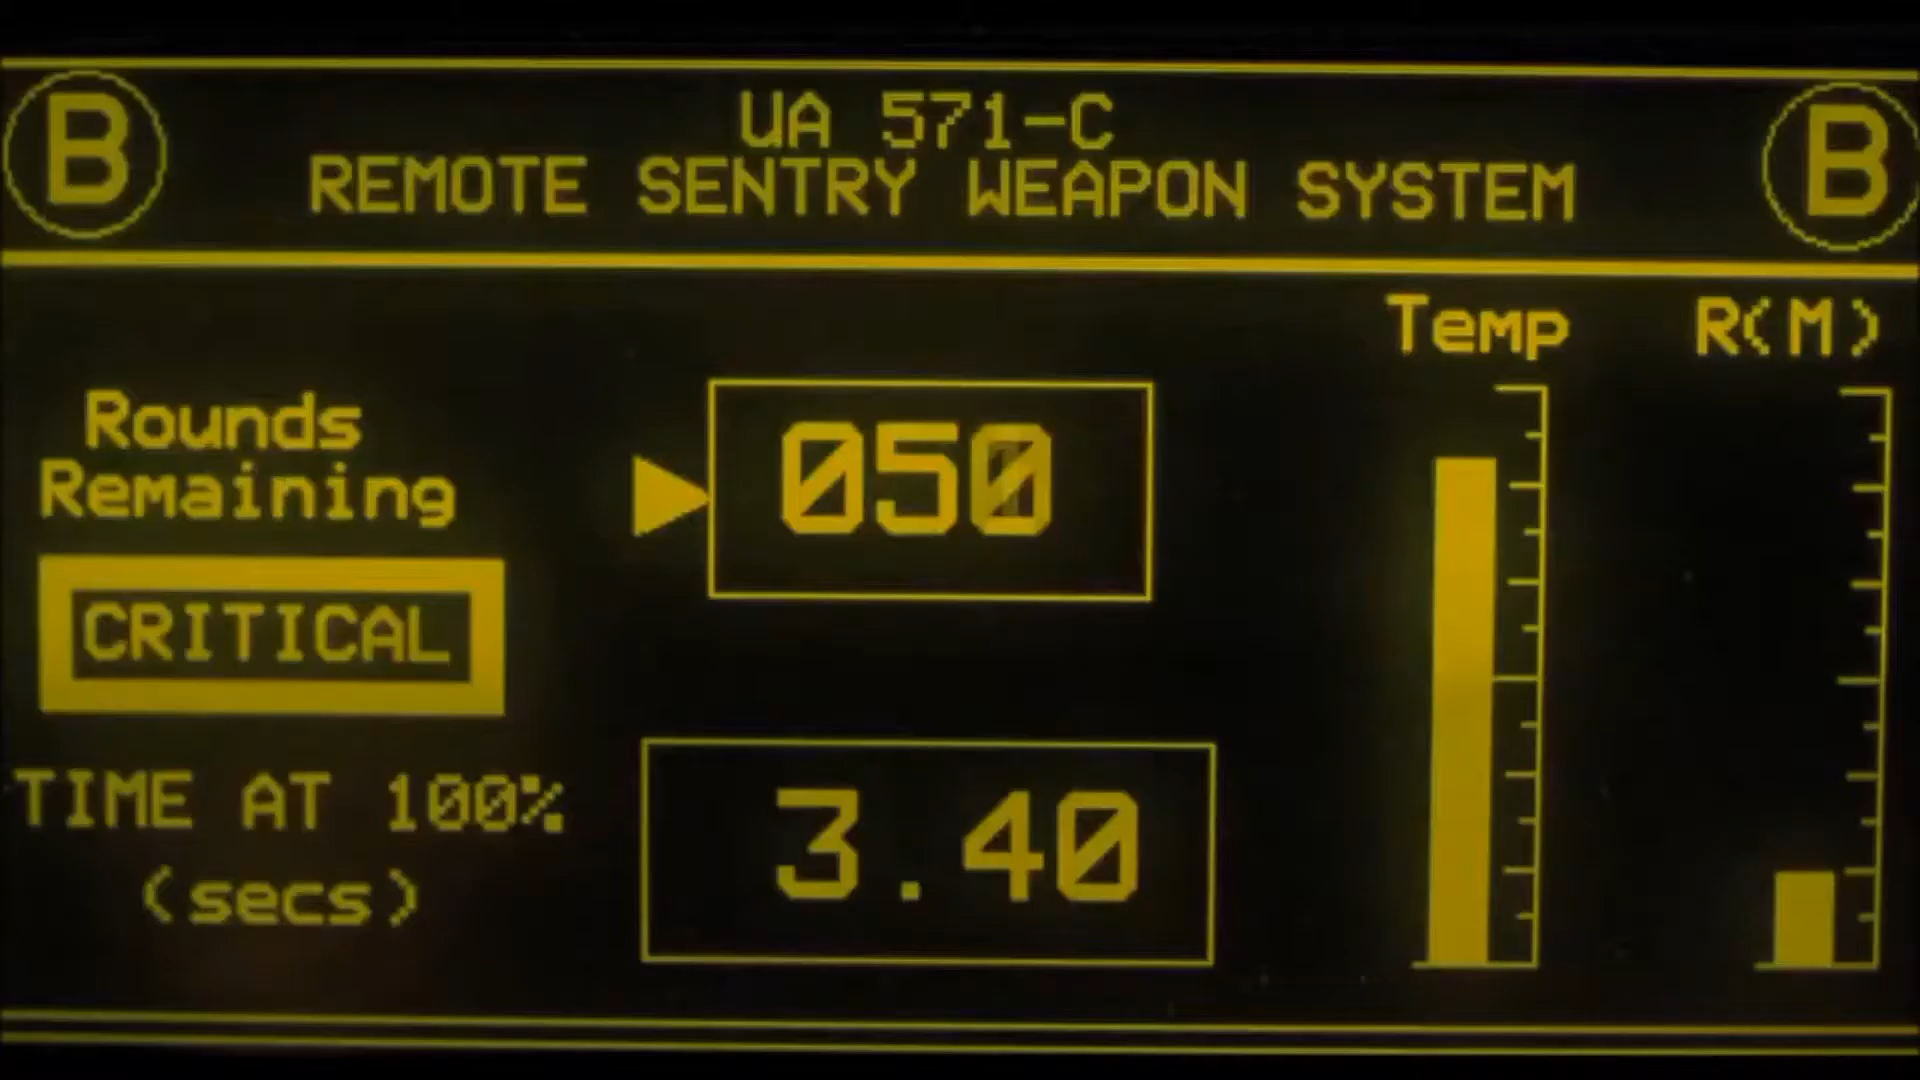 B
UA 571-C
REMOTE SENTRY WEAPON SYSTEM
B
Temp
R(M)
Rounds
Remaining
050
CRITICAL
TIME AT 100%
(secs)
3.40